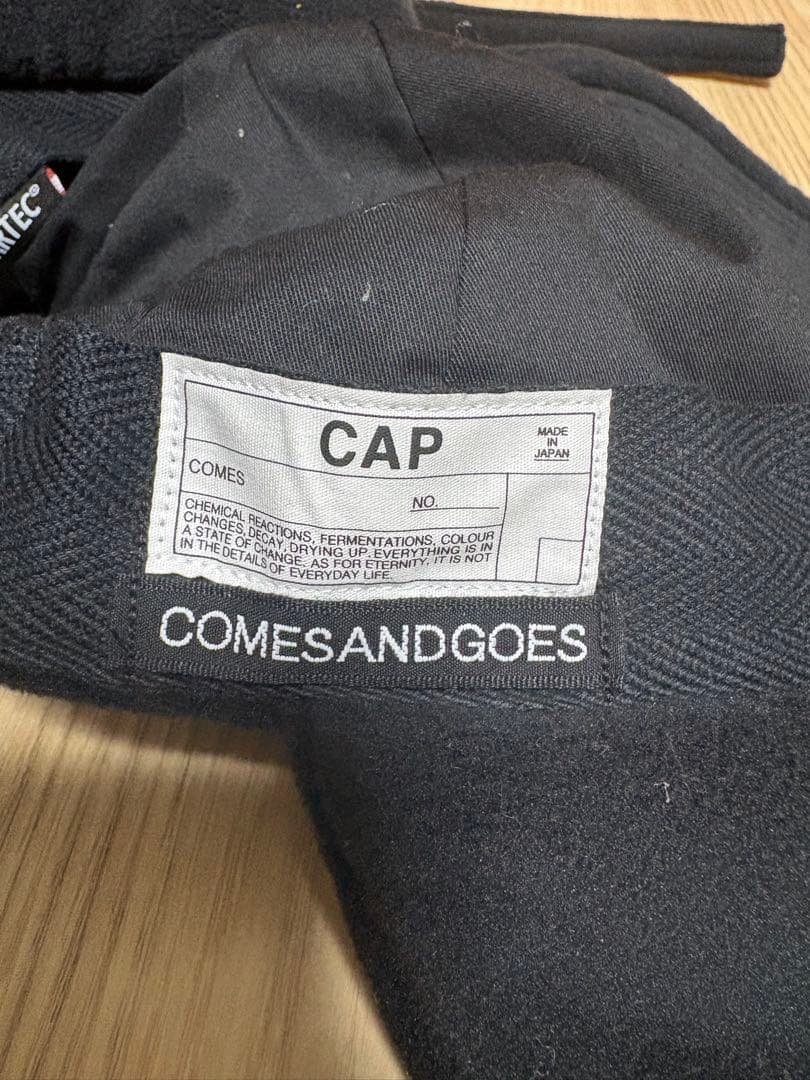 CAP
MADE
IN
JAPAN
COMES
NO.
CHEMICAL REACTIONS, FERMENTATIONS, COLOUR
CHANGES, DECAY, DRYING UP. EVERYTHING IS IN
A STATE OF CHANGE. AS FOR ETERNITY, IT IS NOT
IN THE DETAILS OF EVERYDAY LIFE.
COMESANDGOES